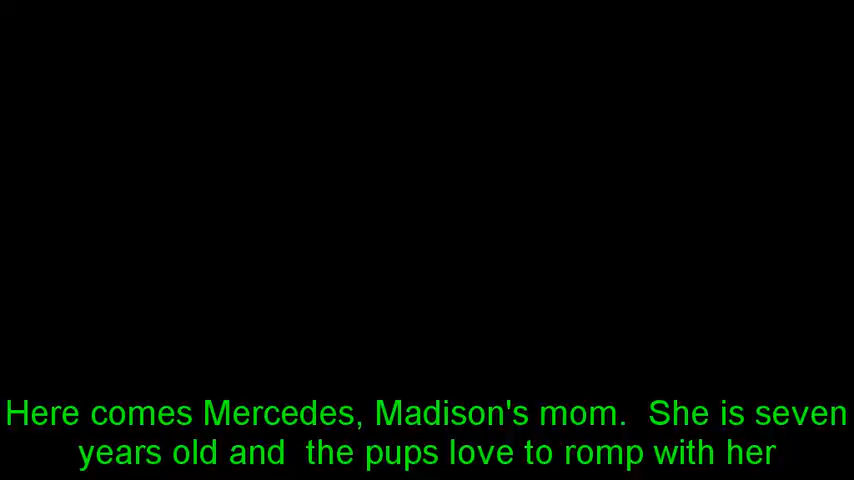 Here comes Mercedes, Madison's mom.  She is seven
years old and  the pups love to romp with her